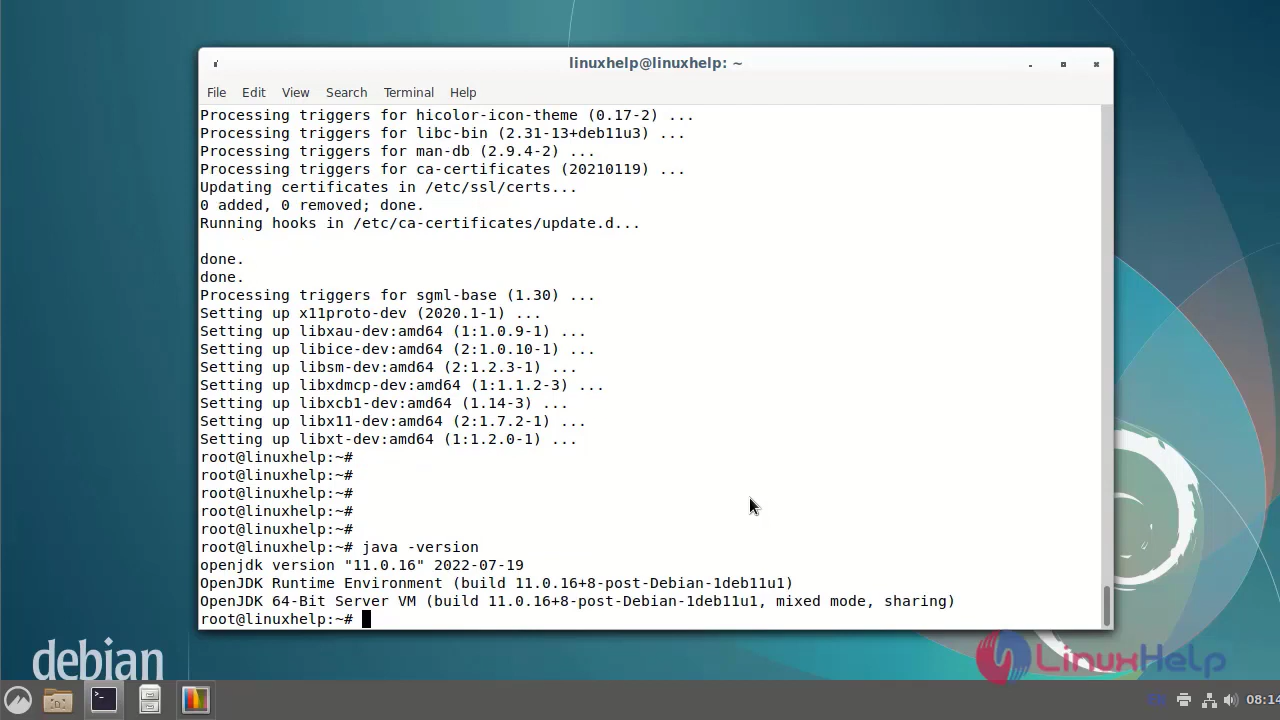 linuxhelp@linuxhelp: ~
File Edit View Search Terminal Help
Processing triggers for hicolor-icon-theme (0.17-2) ...
Processing triggers for libc-bin (2.31-13+deb11u3) ...
Processing triggers for man-db (2.9.4-2) ...
Processing triggers for ca-certificates (20210119) ...
Updating certificates in /etc/ssl/certs...
0 added, 0 removed; done.
Running hooks in /etc/ca-certificates/update.d...
done.
done.
Processing triggers for sgml-base (1.30) ...
Setting up x11proto-dev (2020.1-1) ...
Setting up libxau-dev:amd64 (1:1.0.9-1) ...
Setting up libice-dev:amd64 (2:1.0.10-1) ...
Setting up libsm-dev:amd64 (2:1.2.3-1) ...
Setting up libxdmcp-dev:amd64 (1:1.1.2-3) ...
Setting up libxcb1-dev:amd64 (1.14-3) ...
Setting up libx11-dev:amd64 (2:1.7.2-1) ...
Setting up libxt-dev:amd64 (1:1.2.0-1) ...
root@linuxhelp:~#
root@linuxhelp:~#
root@linuxhelp:~#
root@linuxhelp:~#
root@linuxhelp:~#
root@linuxhelp:~# java -version
openjdk version "11.0.16" 2022-07-19
OpenJDK Runtime Environment (build 11.0.16+8-post-Debian-1deb11u1)
OpenJDK 64-Bit Server VM (build 11.0.16+8-post-Debian-1deb11u1, mixed mode, sharing)
root@linuxhelp:~#
debian
LinuxHelp
08:14